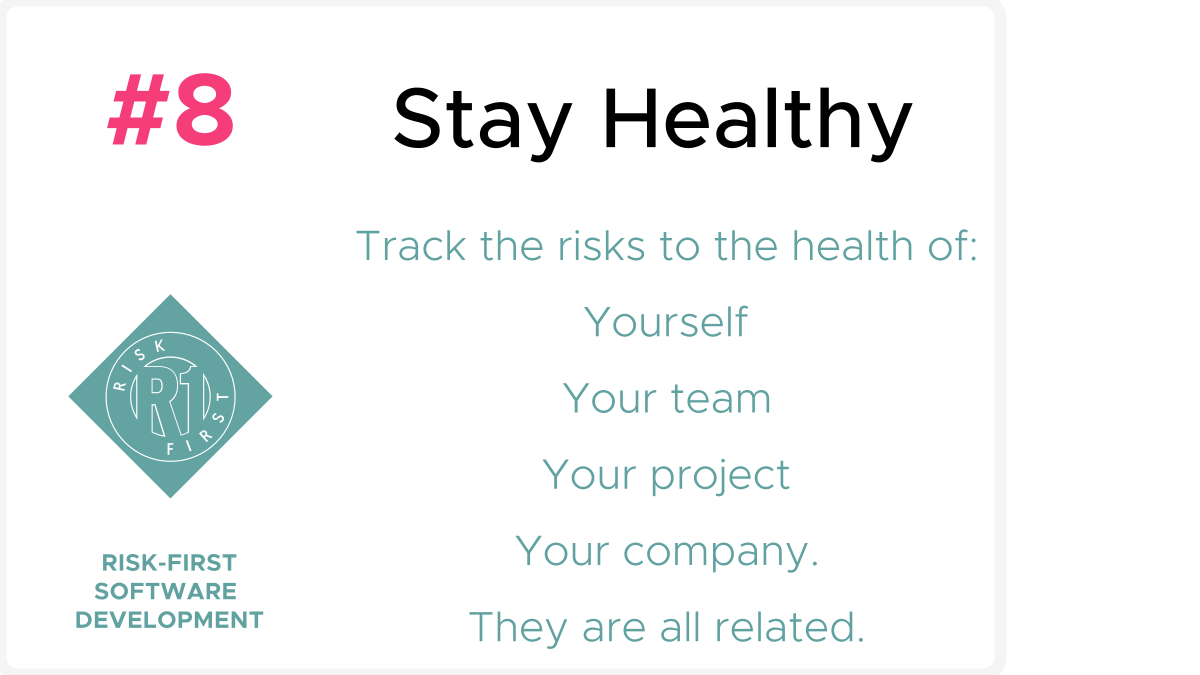 #8
Stay Healthy
Track the risks to the health of:
Yourself
Your team
Your project
Your company.
They are all related.
RISK
R1
FIRST
RISK-FIRST
SOFTWARE
DEVELOPMENT